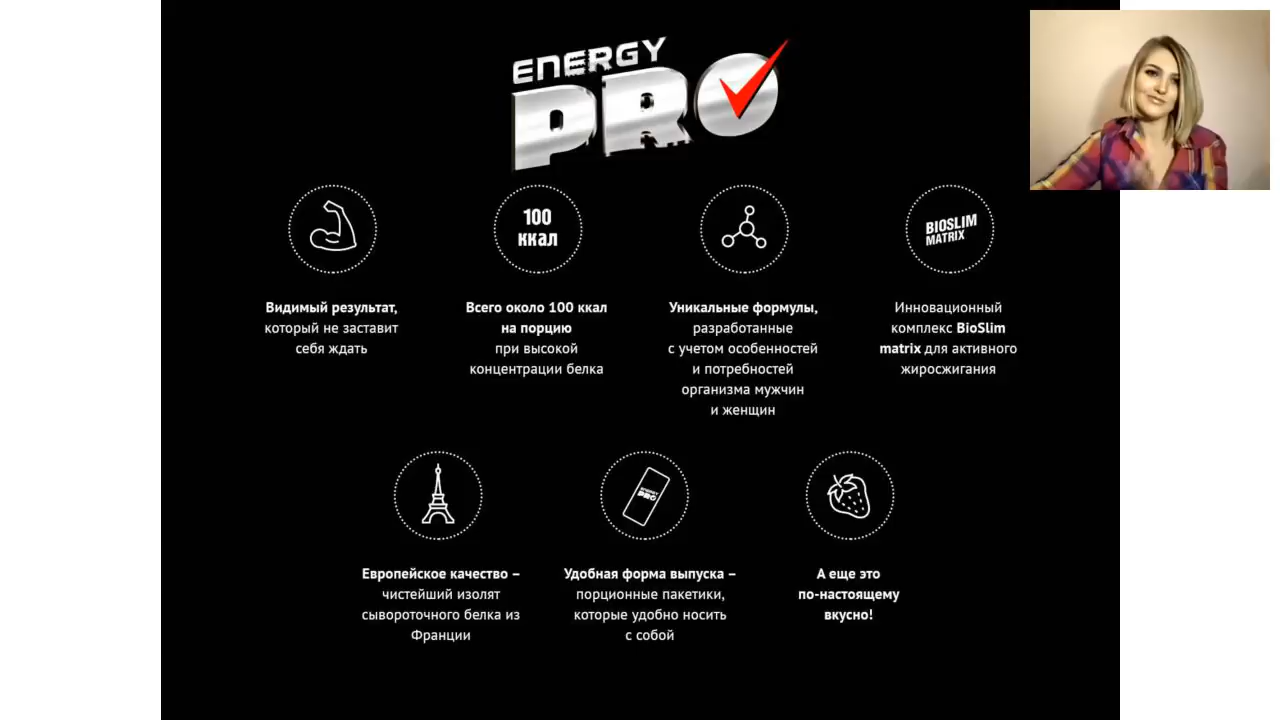 ENERGY
PRO
100
ккал
BIOSLIM
MATRIX
Видимый результат,
который не заставит
себя ждать
Всего около 100 ккал
на порцию
при высокой
концентрации белка
Уникальные формулы,
разработанные
с учетом особенностей
и потребностей
организма мужчин
и женщин
Инновационный
комплекс BioSlim
matrix для активного
жиросжигания
ENERGY
PRO
Европейское качество –
чистейший изолят
сывороточного белка из
Франции
Удобная форма выпуска –
порционные пакетики,
которые удобно носить
с собой
А еще это
по-настоящему
вкусно!